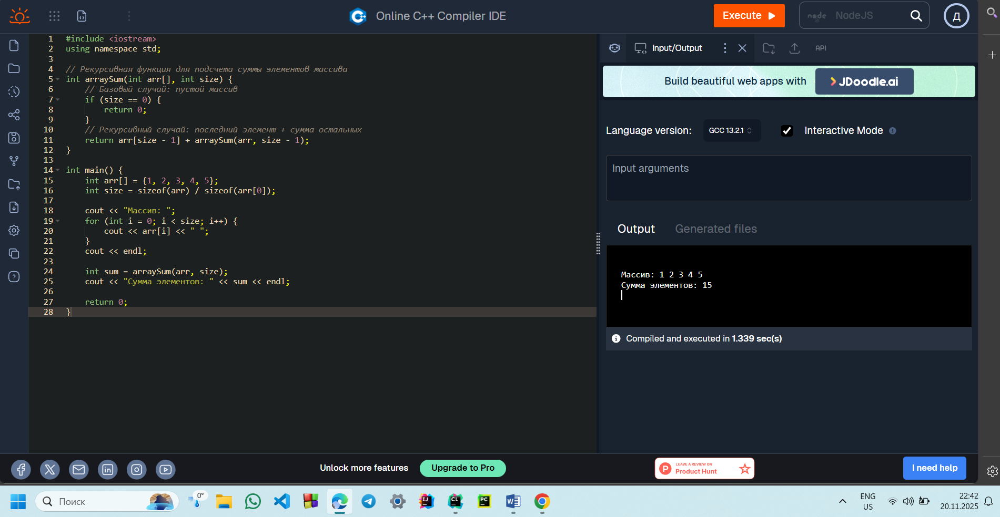 Online C++ Compiler IDE
Execute
node
NodeJS
Д
1 #include <iostream>
2 using namespace std;
3
4 // Рекурсивная функция для подсчета суммы элементов массива
5 int arraySum(int arr[], int size) {
6     // Базовый случай: пустой массив
7     if (size == 0) {
8         return 0;
9     }
10     // Рекурсивный случай: последний элемент + сумма остальных
11     return arr[size - 1] + arraySum(arr, size - 1);
12 }
13
14 int main() {
15     int arr[] = {1, 2, 3, 4, 5};
16     int size = sizeof(arr) / sizeof(arr[0]);
17
18     cout << "Массив: ";
19     for (int i = 0; i < size; i++) {
20         cout << arr[i] << " ";
21     }
22     cout << endl;
23
24     int sum = arraySum(arr, size);
25     cout << "Сумма элементов: " << sum << endl;
26
27     return 0;
28 }
Input/Output
API
Build beautiful web apps with
JDoodle.ai
Language version:
GCC 13.2.1
Interactive Mode
Input arguments
Output
Generated files
Массив: 1 2 3 4 5
Сумма элементов: 15
Compiled and executed in 1.339 sec(s)
Unlock more features
Upgrade to Pro
P
LEAVE A REVIEW ON
Product Hunt
I need help
Поиск
0°
IJ
CL
PC
W
ENG
US
22:42
20.11.2025